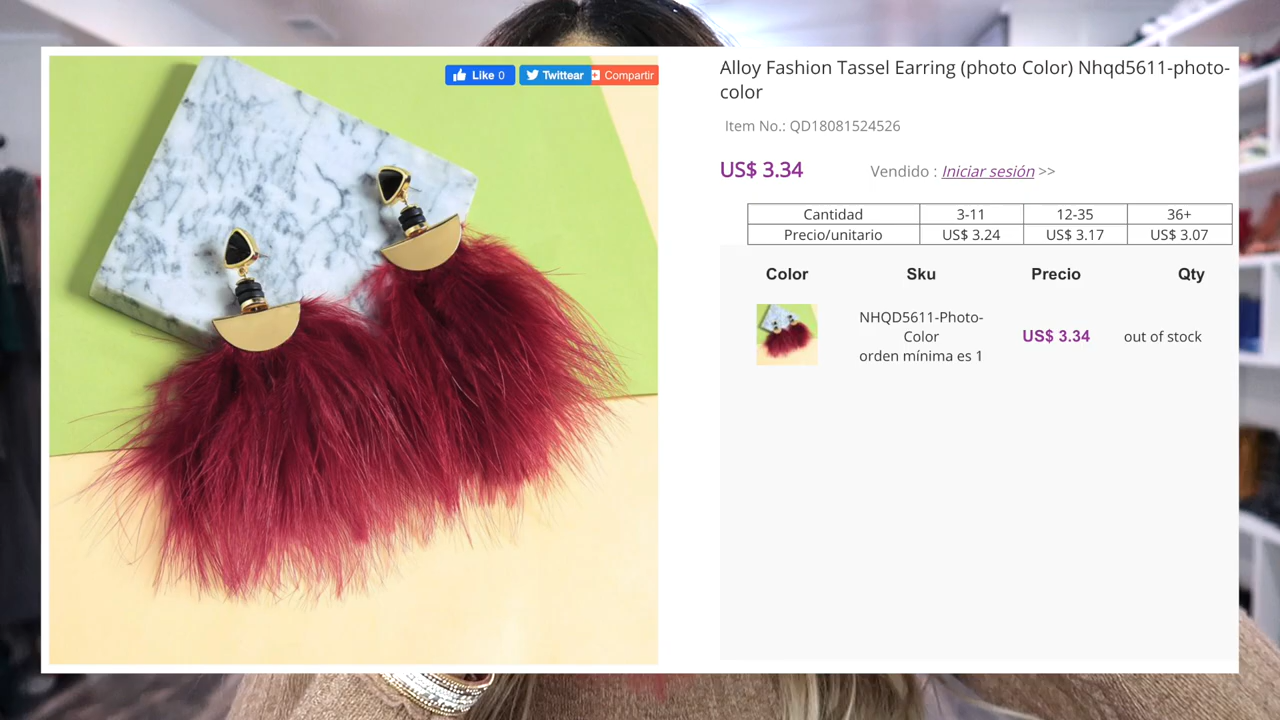 Like 0
Twittear
Compartir
Alloy Fashion Tassel Earring (photo Color) Nhqd5611-photo-
color
Item No.: QD18081524526
US$ 3.34 Vendido : Iniciar sesión >>
Cantidad 3-11 12-35 36+
Precio/unitario US$ 3.24 US$ 3.17 US$ 3.07
Color Sku Precio Qty
NHQD5611-Photo-
Color
orden mínima es 1
US$ 3.34
out of stock